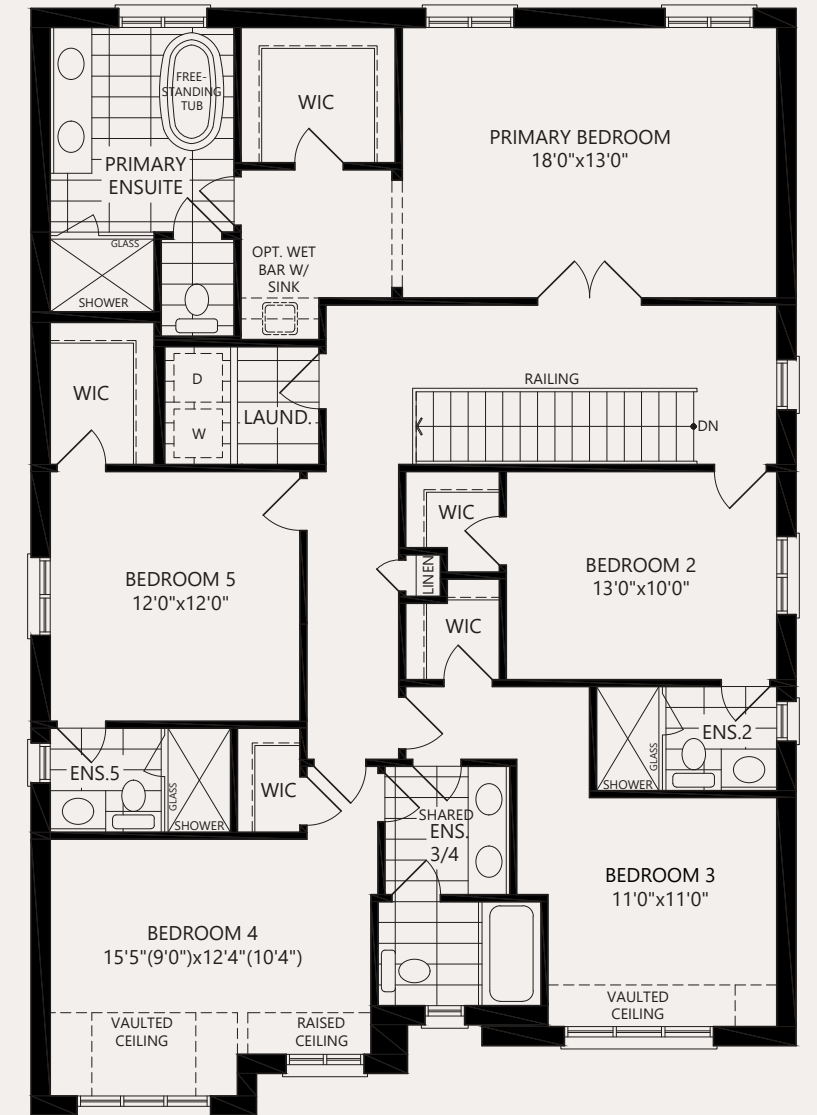 FREE-
STANDING
TUB
WIC
PRIMARY BEDROOM
18'0"x13'0"
PRIMARY
ENSUITE
GLASS
SHOWER
OPT. WET
BAR W/
SINK
WIC
D
W
LAUND.
RAILING
DN
WIC
LINEN
WIC
BEDROOM 2
13'0"x10'0"
BEDROOM 5
12'0"x12'0"
ENS.5
GLASS
SHOWER
WIC
ENS.2
GLASS
SHOWER
SHARED
ENS.
3/4
BEDROOM 3
11'0"x11'0"
VAULTED
CEILING
BEDROOM 4
15'5"(9'0")x12'4"(10'4")
VAULTED
CEILING
RAISED
CEILING